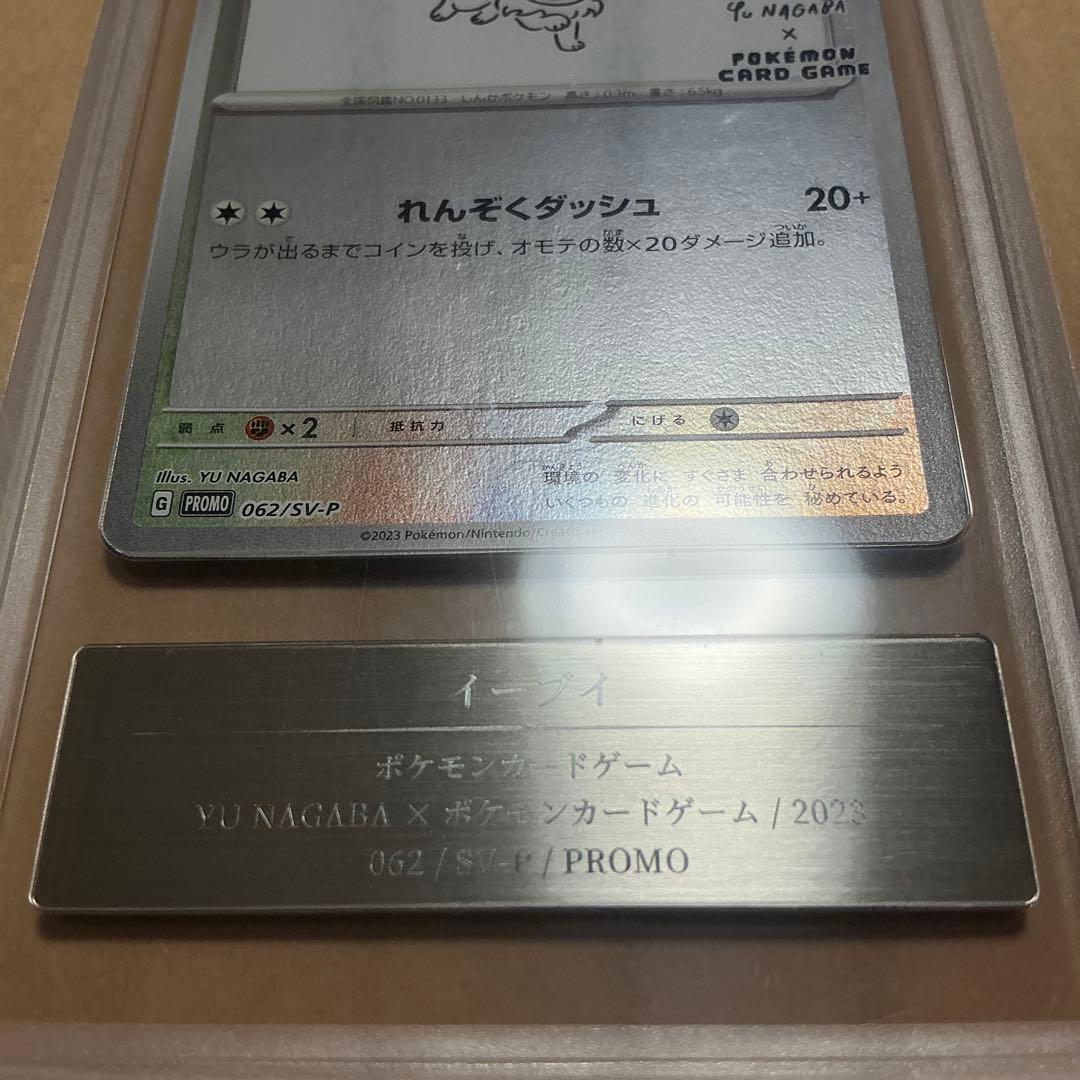 Yu NAGABA
×
POKÉMON
CARD GAME
全国図鑑NO.0133 しんかポケモン 高さ:0.3m 重さ:6.5kg
れんぞくダッシュ 20+
ウラが出るまでコインを投げ、オモテの数×20ダメージ追加。
弱点 ×2 抵抗力 にげる
Illus. YU NAGABA
環境の 変化に すぐさま 合わせられるよう
いくつもの 進化の 可能性を 秘めている。
G PROMO 062/SV-P
©2023 Pokémon/Nintendo/Creatures
イーブイ
ポケモンカードゲーム
YU NAGABA × ポケモンカードゲーム / 2023
062 / SV-P / PROMO